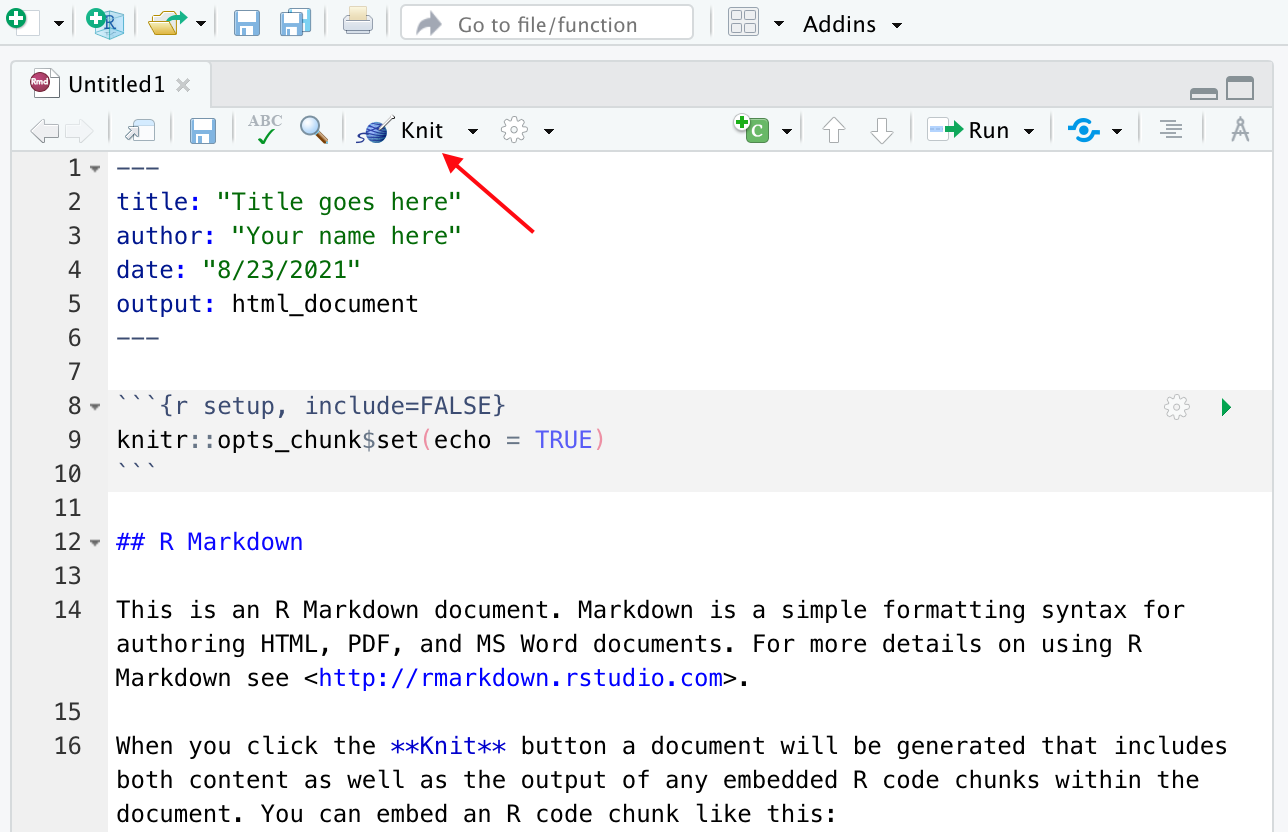 R
Go to file/function
Addins
Rmd
Untitled1
ABC
Knit
C
Run
1 ---
2 title: "Title goes here"
3 author: "Your name here"
4 date: "8/23/2021"
5 output: html_document
6 ---
7
8 ```{r setup, include=FALSE}
9 knitr::opts_chunk$set(echo = TRUE)
10 ```
11
12 ## R Markdown
13
14 This is an R Markdown document. Markdown is a simple formatting syntax for
authoring HTML, PDF, and MS Word documents. For more details on using R
Markdown see <http://rmarkdown.rstudio.com>.
15
16 When you click the **Knit** button a document will be generated that includes
both content as well as the output of any embedded R code chunks within the
document. You can embed an R code chunk like this: